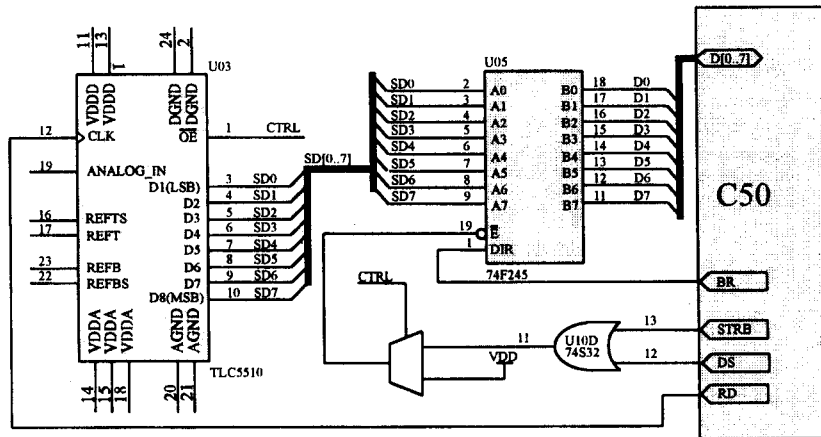 11
13
24
2
1
U03
VDDD
VDDD
DGND
DGND
12
CLK
OE
1
CTRL
19
ANALOG_IN
D1(LSB)
3
SD0
D2
4
SD1
16
REFTS
D3
5
SD2
17
REFT
D4
6
SD3
D5
7
SD4
23
REFB
D6
8
SD5
22
REFBS
D7
9
SD6
D8(MSB)
10
SD7
VDDA
VDDA
VDDA
AGND
AGND
TLC5510
14
15
18
20
21
SD[0..7]
U05
SD0 2 A0 B0 18 D0
SD1 3 A1 B1 17 D1
SD2 4 A2 B2 16 D2
SD3 5 A3 B3 15 D3
SD4 6 A4 B4 14 D4
SD5 7 A5 B5 13 D5
SD6 8 A6 B6 12 D6
SD7 9 A7 B7 11 D7
19 E
1 DIR
74F245
CTRL
11
VDD
U10D
74S32
13
12
D[0..7]
C50
BR
STRB
DS
RD